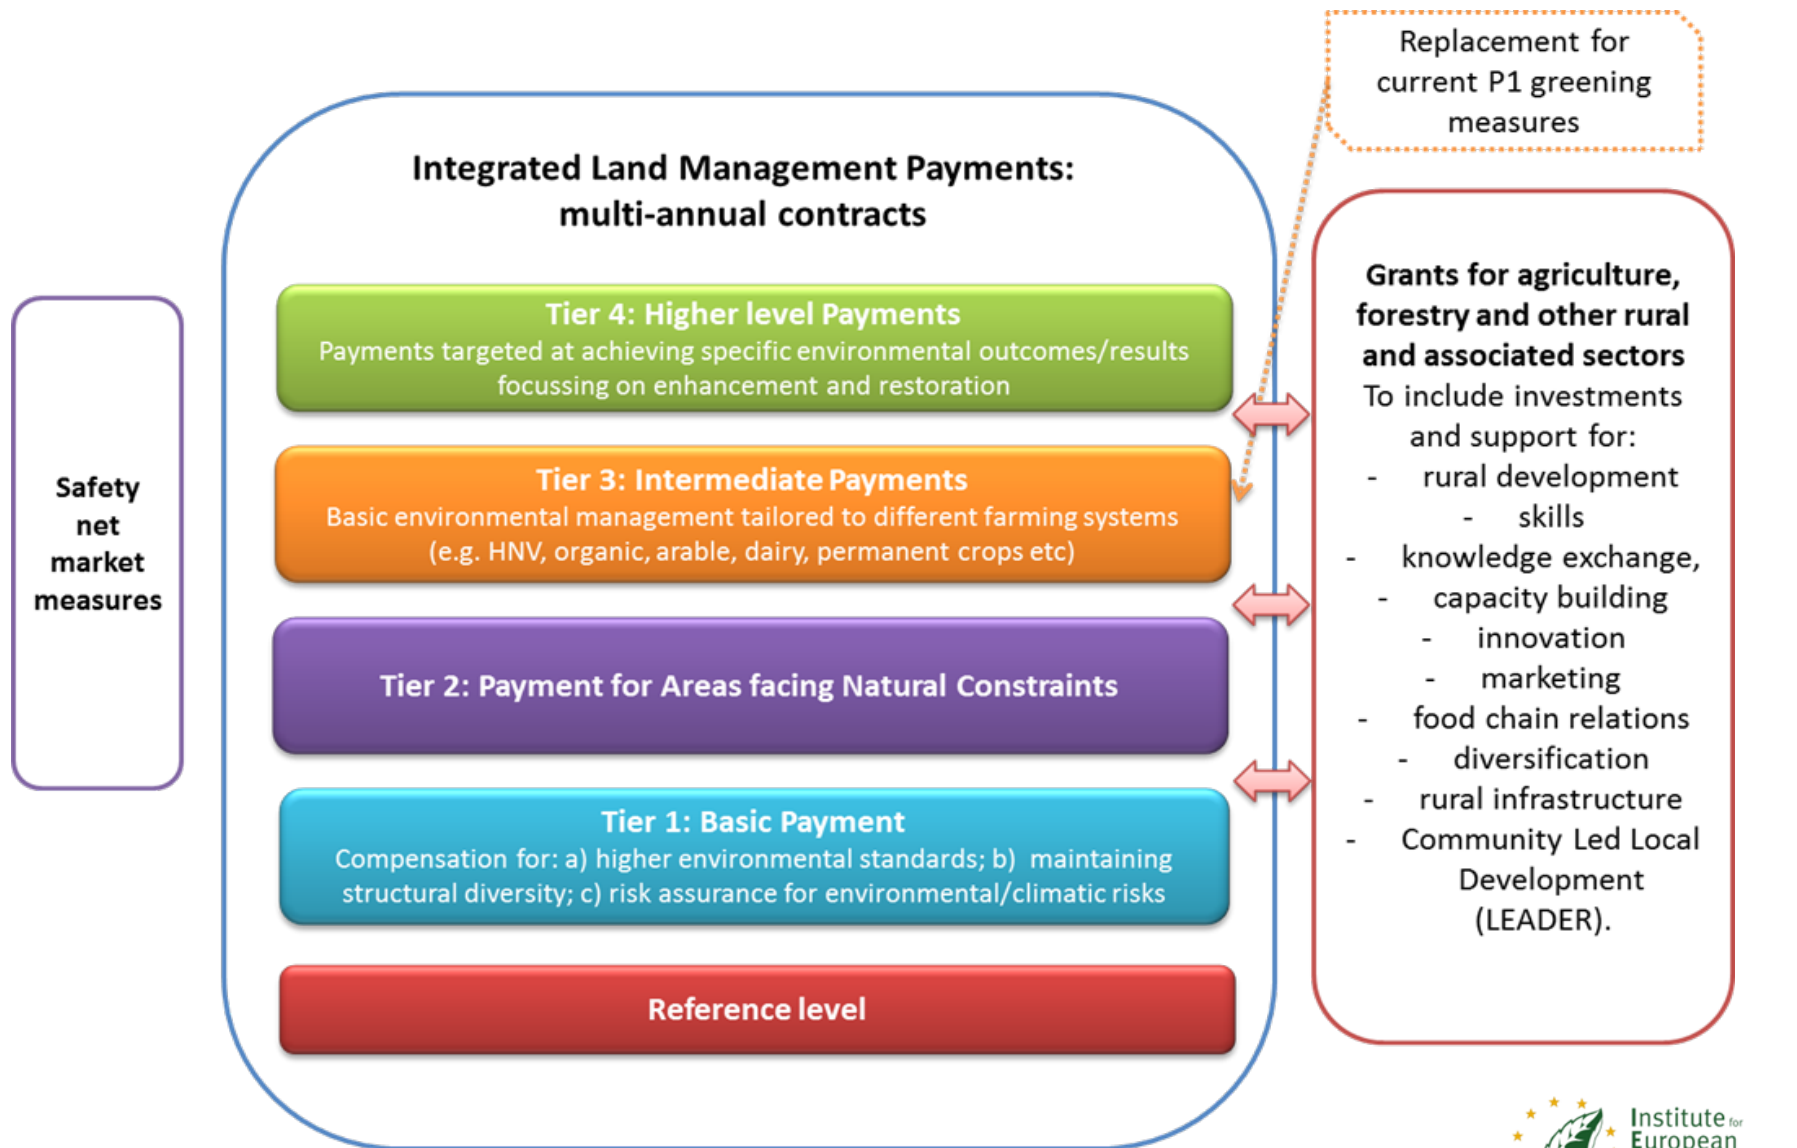 Replacement for
current P1 greening
measures
Integrated Land Management Payments:
multi-annual contracts
Tier 4: Higher level Payments
Payments targeted at achieving specific environmental outcomes/results
focussing on enhancement and restoration
Tier 3: Intermediate Payments
Basic environmental management tailored to different farming systems
(e.g. HNV, organic, arable, dairy, permanent crops etc)
Tier 2: Payment for Areas facing Natural Constraints
Tier 1: Basic Payment
Compensation for: a) higher environmental standards; b) maintaining
structural diversity; c) risk assurance for environmental/climatic risks
Reference level
Safety
net
market
measures
Grants for agriculture,
forestry and other rural
and associated sectors
To include investments
and support for:
- rural development
- skills
- knowledge exchange,
- capacity building
- innovation
- marketing
- food chain relations
- diversification
- rural infrastructure
- Community Led Local
Development
(LEADER).
Institute for
European